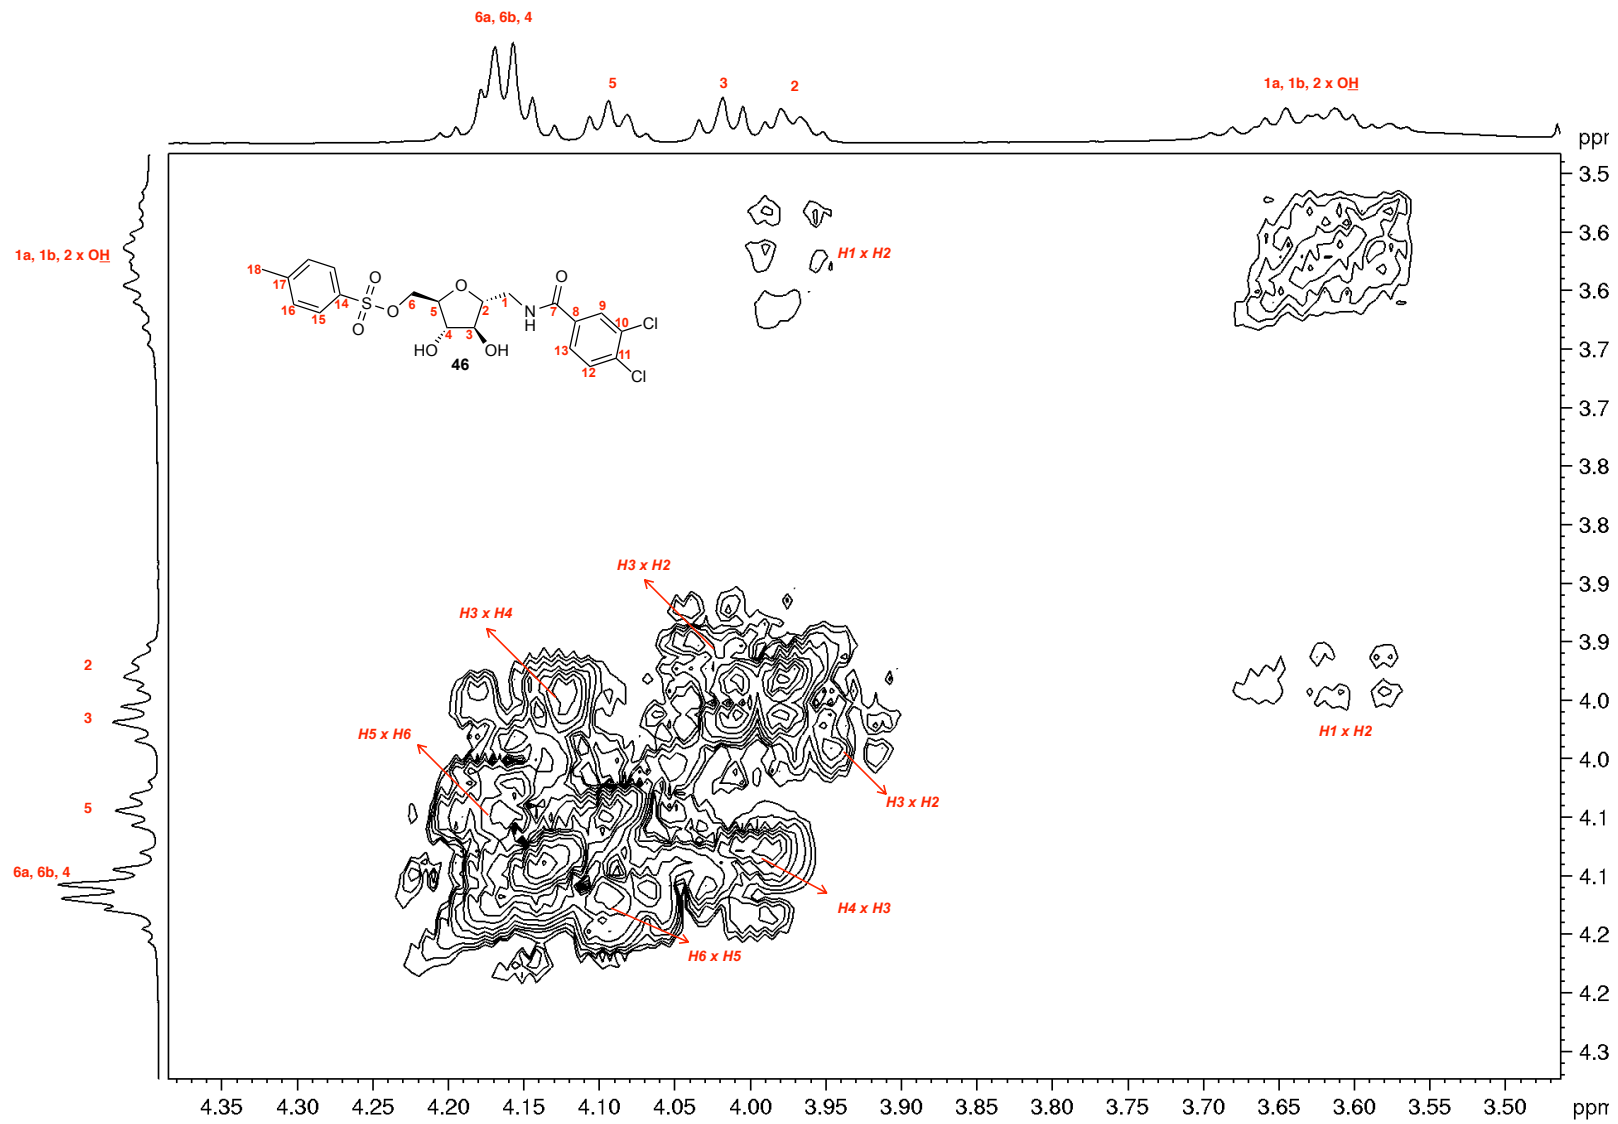 6a, 6b, 4
5
3
2
1a, 1b, 2 x OH
ppm
3.5
3.6
3.6
3.7
3.7
3.8
3.8
3.9
3.9
4.0
4.0
4.1
4.1
4.2
4.2
4.3
1a, 1b, 2 x OH
2
3
5
6a, 6b, 4
18
17
16
15
14
S
O
O
O
6
5
O
4
3
2
1
HO
OH
N
H
O
7
8
9
10
11
12
13
Cl
Cl
46
H1 x H2
H3 x H2
H3 x H4
H5 x H6
H1 x H2
H3 x H2
H4 x H3
H6 x H5
4.35 4.30 4.25 4.20 4.15 4.10 4.05 4.00 3.95 3.90 3.85 3.80 3.75 3.70 3.65 3.60 3.55 3.50 ppm